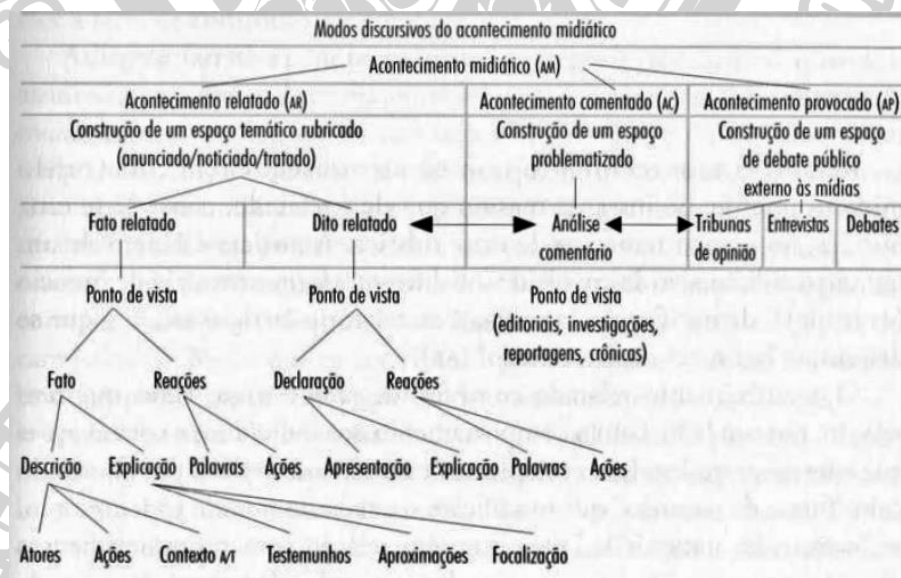 Modos discursivos do acontecimento midiático
Acontecimento midiático (AM)
Acontecimento relatado (AR) Acontecimento comentado (AC) Acontecimento provocado (AP)
Construção de um espaço temático rubricado Construção de um espaço Construção de um espaço
(anunciado/noticiado/tratado) problematizado de debate público
externo às mídias
Fato relatado Dito relatado Análise Tribunas Entrevistas Debates
comentário de opinião
Ponto de vista Ponto de vista Ponto de vista
(editoriais, investigações,
reportagens, crônicas)
Fato Reações Declaração Reações
Descrição Explicação Palavras Ações Apresentação Explicação Palavras Ações
Atores Ações Contexto A/T Testemunhos Aproximações Focalização